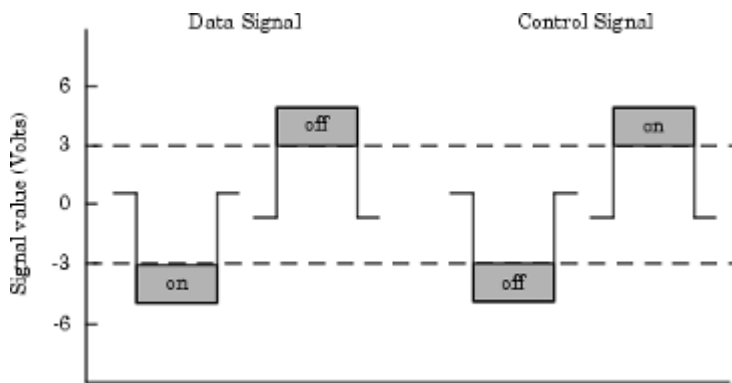 Data Signal
Control Signal
Signal value (Volts)
6
3
0
-3
-6
off
on
on
off